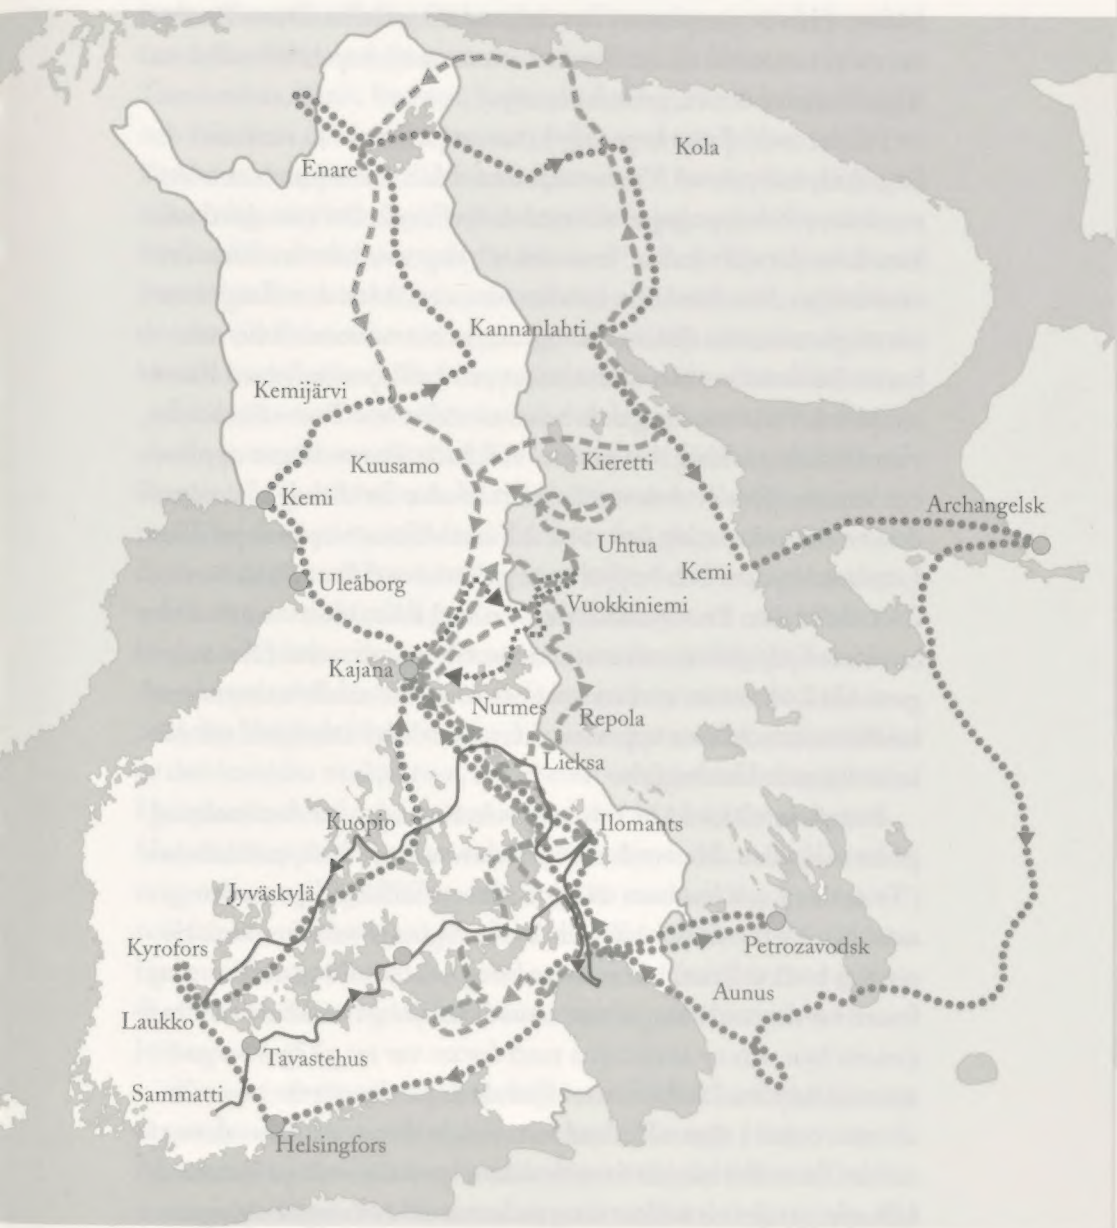 Kola
Enare
Kannanlahti
Kemijärvi
Kuusamo
Kieretti
Kemi
Archangelsk
Uhtua
Kemi
Uleåborg
Vuokkiniemi
Kajana
Nurmes
Repola
Lieksa
Kuopio
Ilomants
Jyväskylä
Kyrofors
Petrozavodsk
Aunus
Laukko
Tavastehus
Sammatti
Helsingfors